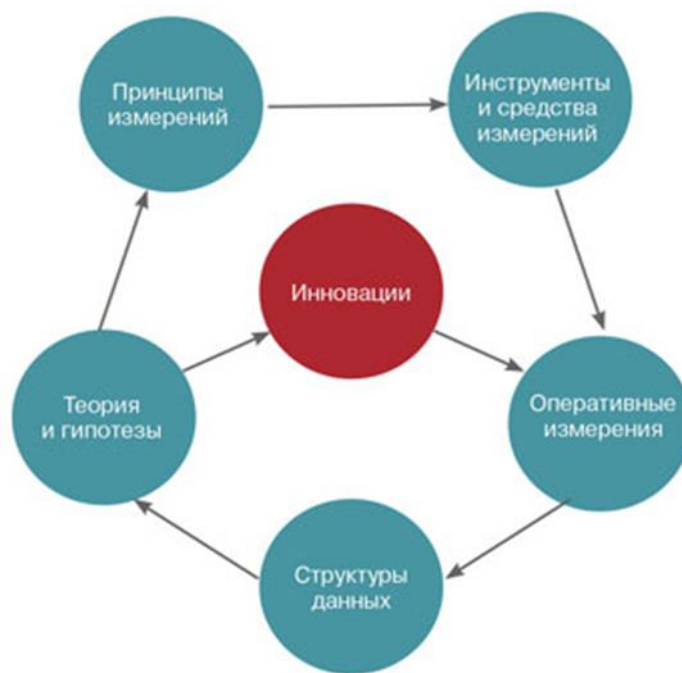 Принципы
измерений
Инструменты
и средства
измерений
Инновации
Теория
и гипотезы
Оперативные
измерения
Структуры
данных